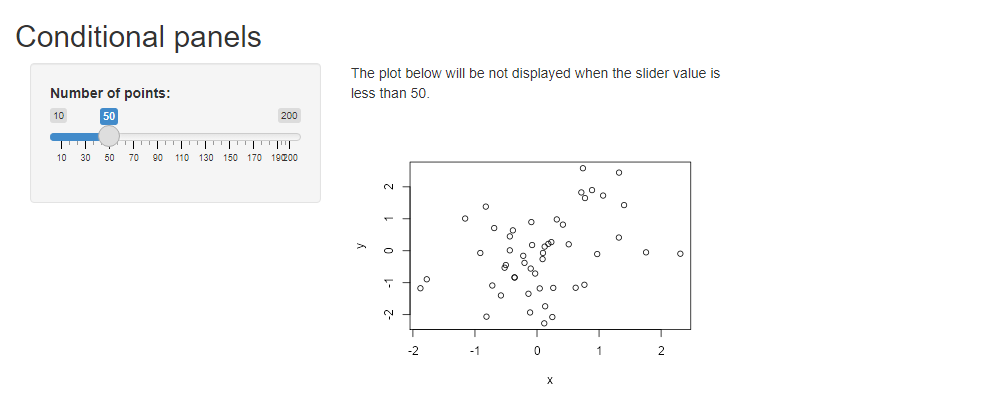 Conditional panels
Number of points:
10 50 200
10 30 50 70 90 110 130 150 170 190200
The plot below will be not displayed when the slider value is
less than 50.
2
1
0
-1
-2
y
-2 -1 0 1 2
x